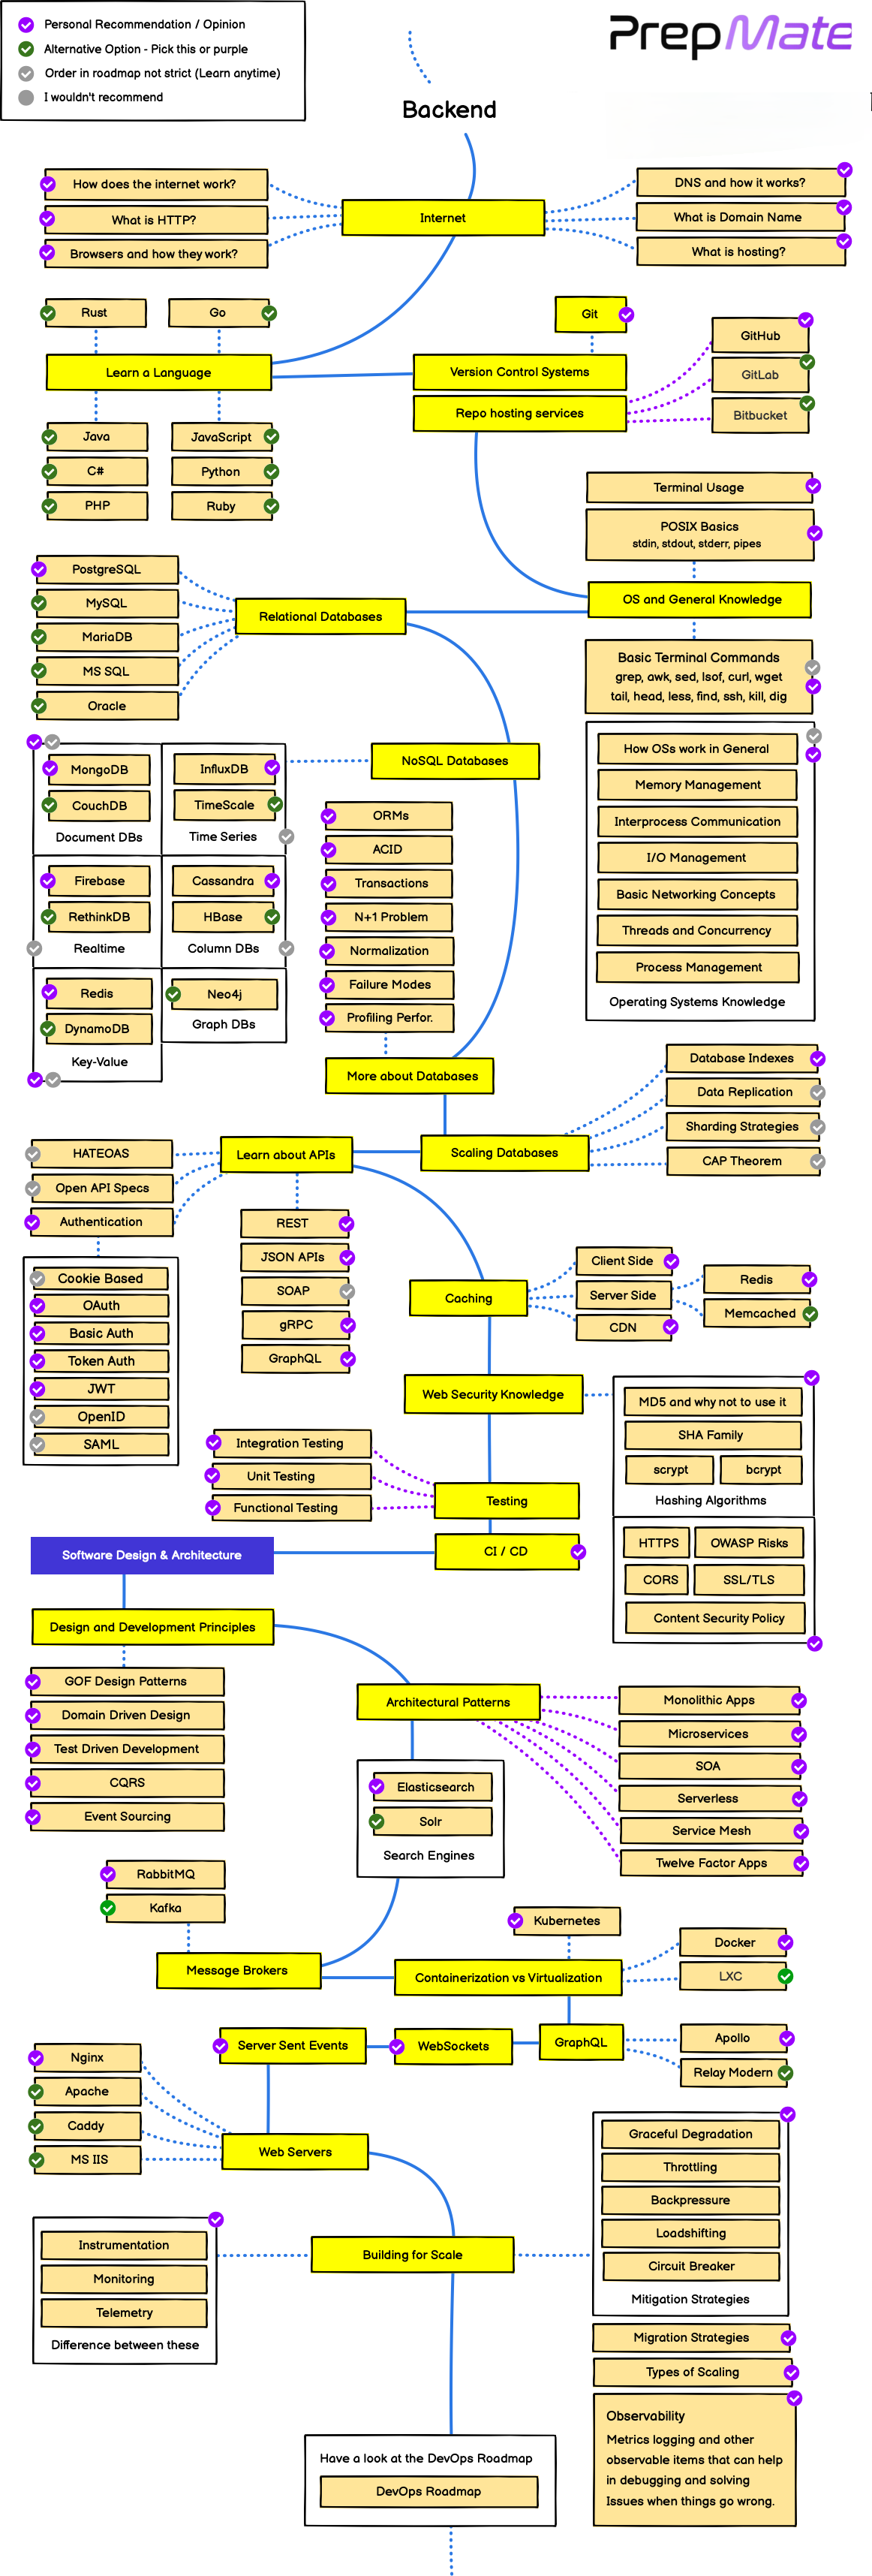 Personal Recommendation / Opinion
Alternative Option - Pick this or purple
Order in roadmap not strict (Learn anytime)
I wouldn't recommend
PrepMate
Backend
How does the internet work?
What is HTTP?
Browsers and how they work?
Internet
DNS and how it works?
What is Domain Name
What is hosting?
Rust
Go
Learn a Language
Java
JavaScript
C#
Python
PHP
Ruby
Git
Version Control Systems
Repo hosting services
GitHub
GitLab
Bitbucket
Terminal Usage
POSIX Basics
stdin, stdout, stderr, pipes
OS and General Knowledge
Basic Terminal Commands
grep, awk, sed, lsof, curl, wget
tail, head, less, find, ssh, kill, dig
How OSs work in General
Memory Management
Interprocess Communication
I/O Management
Basic Networking Concepts
Threads and Concurrency
Process Management
Operating Systems Knowledge
PostgreSQL
MySQL
MariaDB
MS SQL
Oracle
Relational Databases
NoSQL Databases
MongoDB
CouchDB
Document DBs
InfluxDB
TimeScale
Time Series
Firebase
RethinkDB
Realtime
Cassandra
HBase
Column DBs
Redis
DynamoDB
Key-Value
Neo4j
Graph DBs
ORMs
ACID
Transactions
N+1 Problem
Normalization
Failure Modes
Profiling Perfor.
More about Databases
Database Indexes
Data Replication
Sharding Strategies
CAP Theorem
Scaling Databases
Learn about APIs
HATEOAS
Open API Specs
Authentication
Cookie Based
OAuth
Basic Auth
Token Auth
JWT
OpenID
SAML
REST
JSON APIs
SOAP
gRPC
GraphQL
Caching
Client Side
Server Side
CDN
Redis
Memcached
Web Security Knowledge
MD5 and why not to use it
SHA Family
scrypt
bcrypt
Hashing Algorithms
HTTPS
OWASP Risks
CORS
SSL/TLS
Content Security Policy
Integration Testing
Unit Testing
Functional Testing
Testing
CI / CD
Software Design & Architecture
Design and Development Principles
GOF Design Patterns
Domain Driven Design
Test Driven Development
CQRS
Event Sourcing
Architectural Patterns
Monolithic Apps
Microservices
SOA
Serverless
Service Mesh
Twelve Factor Apps
Elasticsearch
Solr
Search Engines
RabbitMQ
Kafka
Message Brokers
Kubernetes
Containerization vs Virtualization
Docker
LXC
Server Sent Events
WebSockets
GraphQL
Apollo
Relay Modern
Nginx
Apache
Caddy
MS IIS
Web Servers
Graceful Degradation
Throttling
Backpressure
Loadshifting
Circuit Breaker
Mitigation Strategies
Instrumentation
Monitoring
Telemetry
Difference between these
Building for Scale
Migration Strategies
Types of Scaling
Observability
Metrics logging and other
observable items that can help
in debugging and solving
Issues when things go wrong.
Have a look at the DevOps Roadmap
DevOps Roadmap